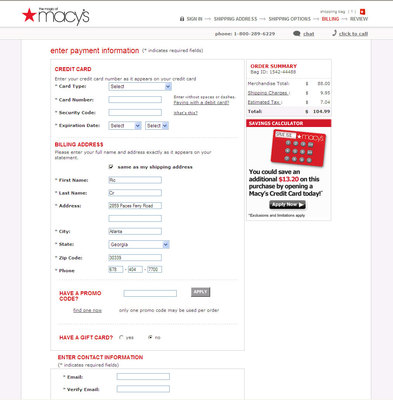 the magic of
macy's
shopping bag
SIGN IN > SHIPPING ADDRESS > SHIPPING OPTIONS > BILLING > REVIEW
phone: 1-800-289-6229
chat
click to call
enter payment information (* indicates required fields)
CREDIT CARD
Enter your credit card number as it appears on your credit card
* Card Type: Select
* Card Number:
Enter without spaces or dashes.
Paying with a debit card?
* Security Code:
What's this?
* Expiration Date: Select Select
BILLING ADDRESS
Please enter your full name and address exactly as it appears on your
statement.
same as my shipping address
* First Name: Ric
* Last Name: Cr
* Address: 2859 Paces Ferry Road
* City: Atlanta
* State: Georgia
* Zip Code: 30339
* Phone 678 - 404 - 7700
HAVE A PROMO
CODE?
APPLY
find one now
only one promo code may be used per order
HAVE A GIFT CARD? yes no
ENTER CONTACT INFORMATION
(* indicates required fields)
* Email:
* Verify Email:
ORDER SUMMARY
Bag ID: 1542-44488
Merchandise Total: $ 88.00
Shipping Charges : $ 9.95
Estimated Tax : $ 7.04
Total: $ 104.99
SAVINGS CALCULATOR
macy's
You could save an
additional $13.20 on
this purchase by opening a
Macy's Credit Card today!*
Apply Now
*Exclusions and limitations apply